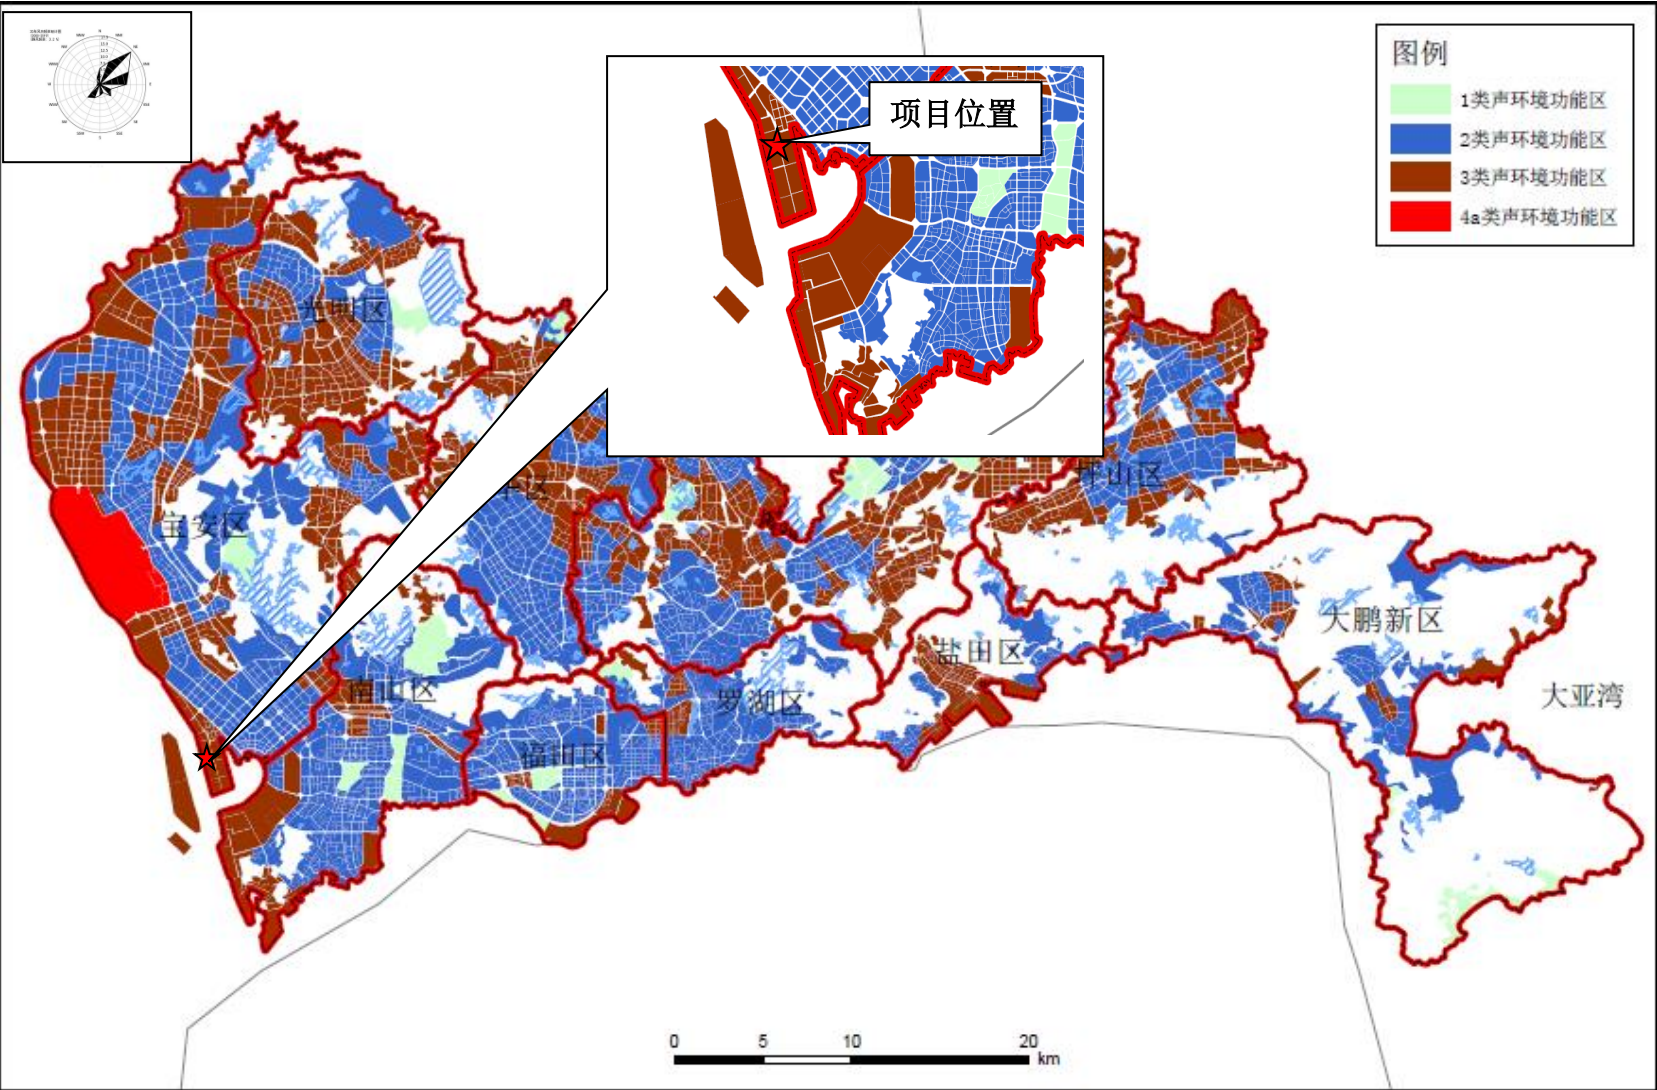 图例
1类声环境功能区
2类声环境功能区
3类声环境功能区
4a类声环境功能区
项目位置
光明区
宝安区
华区
坪山区
大鹏新区
盐田区
南山区
罗湖区
福田区
大亚湾
0 5 10 20
km